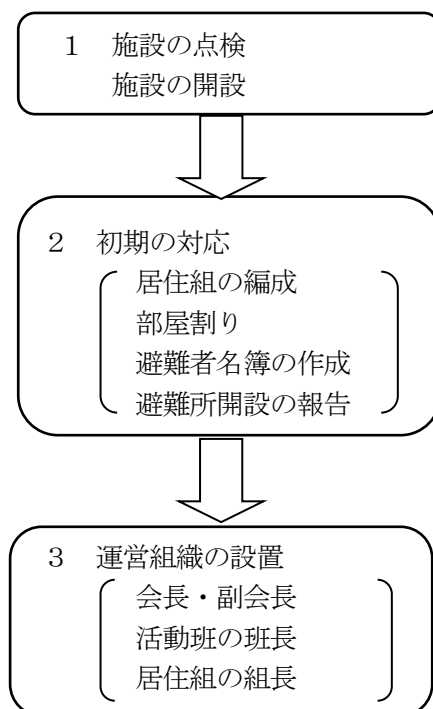 1 施設の点検
施設の開設
2 初期の対応
居住組の編成
部屋割り
避難者名簿の作成
避難所開設の報告
3 運営組織の設置
会長・副会長
活動班の班長
居住組の組長